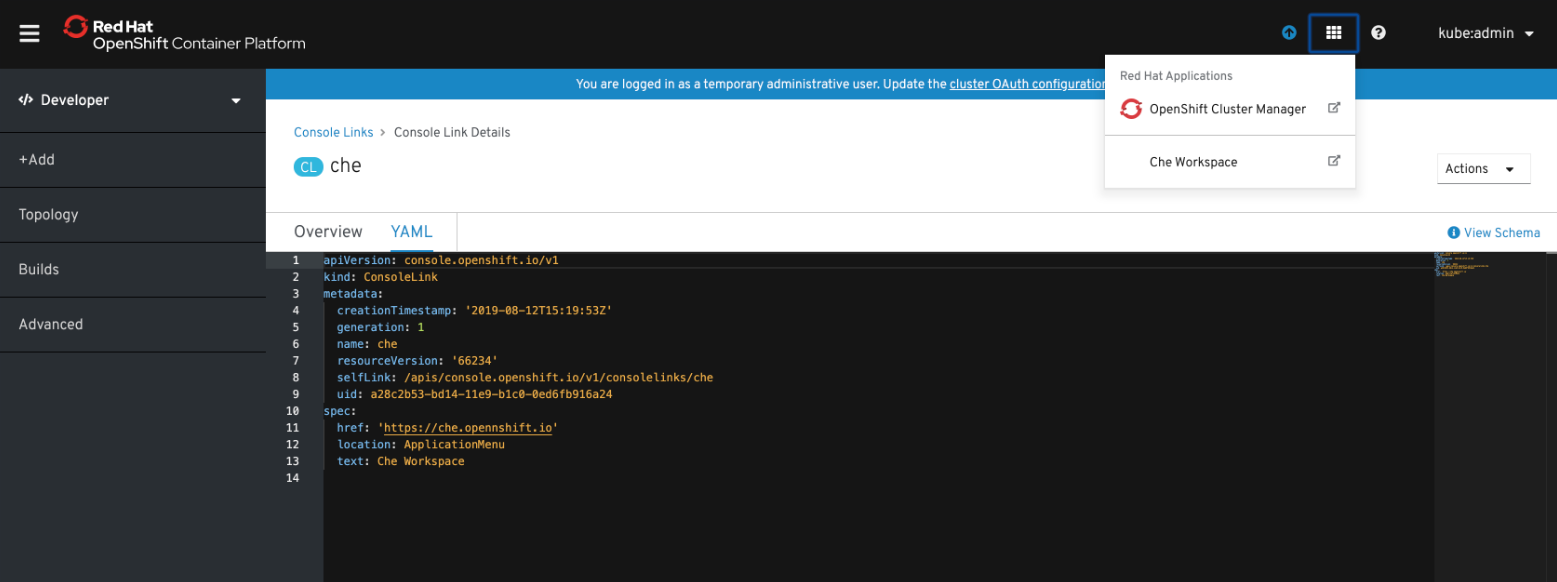 Red Hat
OpenShift Container Platform
kube:admin
Developer
+Add
Topology
Builds
Advanced
You are logged in as a temporary administrative user. Update the cluster OAuth configuration
Red Hat Applications
OpenShift Cluster Manager
Che Workspace
Console Links > Console Link Details
CL che
Actions
Overview YAML
View Schema
1 apiVersion: console.openshift.io/v1
2 kind: ConsoleLink
3 metadata:
4 creationTimestamp: '2019-08-12T15:19:53Z'
5 generation: 1
6 name: che
7 resourceVersion: '66234'
8 selfLink: /apis/console.openshift.io/v1/consolelinks/che
9 uid: a28c2b53-bd14-11e9-b1c0-0ed6fb916a24
10 spec:
11 href: 'https://che.opennshift.io'
12 location: ApplicationMenu
13 text: Che Workspace
14